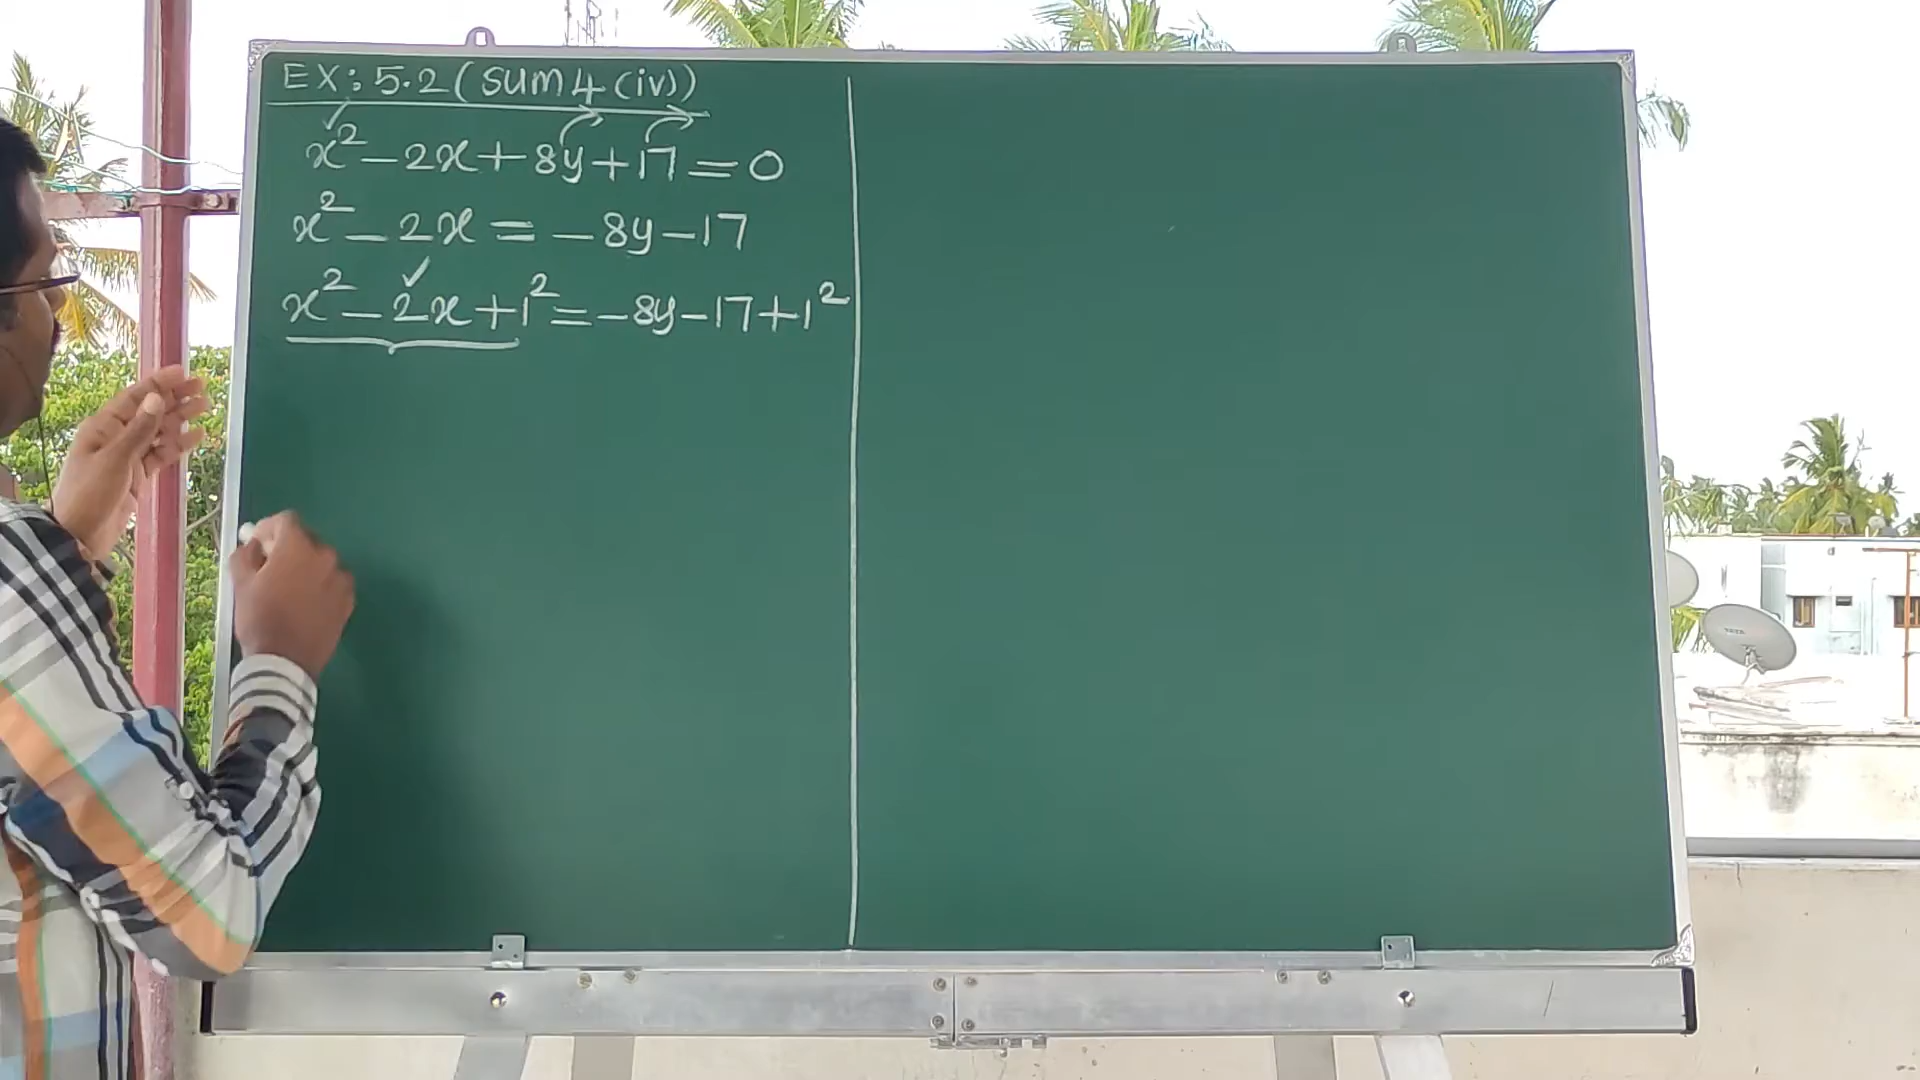 EX: 5.2 (SUM 4 (iv))
x² - 2x + 8y + 17 = 0
x² - 2x = -8y - 17
x² - 2x + 1² = -8y - 17 + 1²
TATA